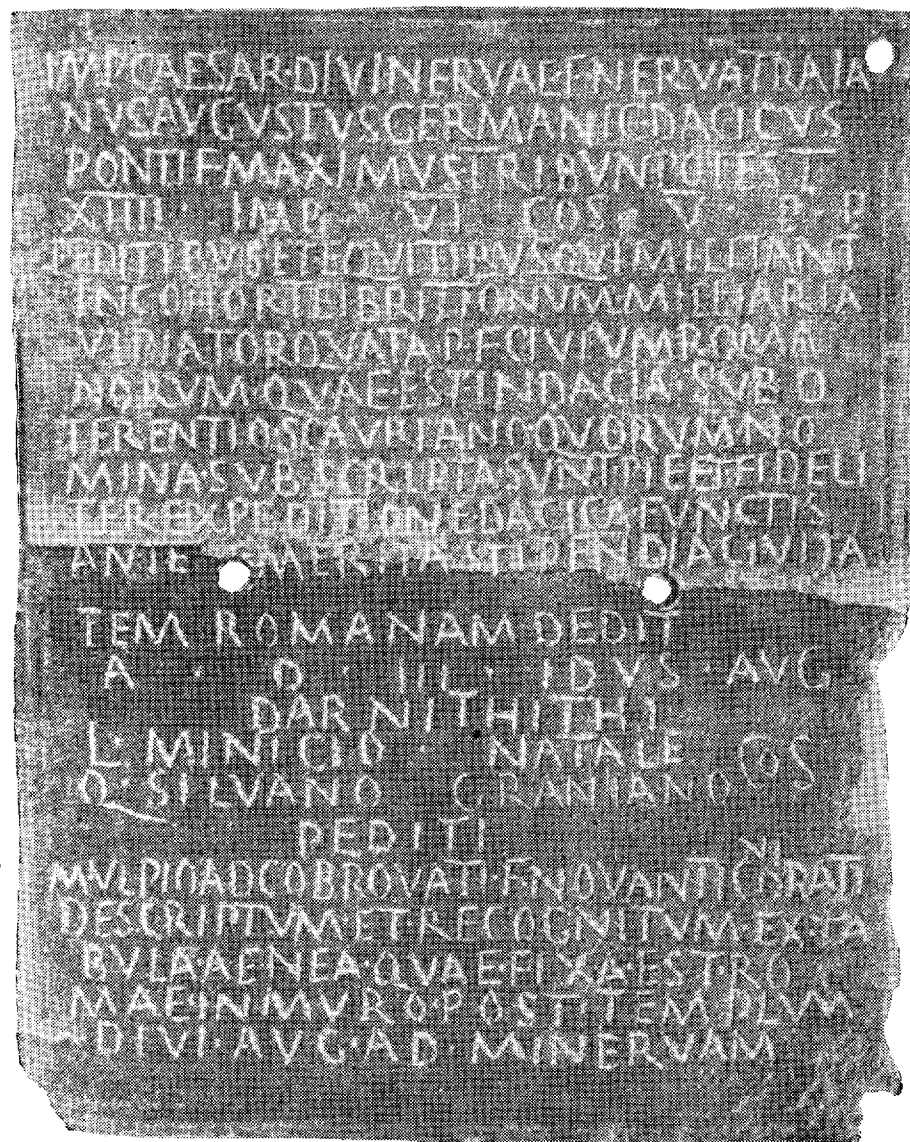 IMP·CAESAR·DIVI NERVAE·F·NERVA TRAIA
NVS AVGVSTVS GERMANIC DACICVS
PONTIF MAXIMVS TRIBVN POTEST
XIIII IMP VI COS V P·P
PEDITIBVS ET EQVITIBVS QVI MILITANT
IN COHORTE I BRITTONVM·MILLIARIA
VLPIA TORQVATA P·F CIVIVM ROMA
NORVM·QVAE EST IN DACIA·SVB D
TERENTIO SCAVRIANO QVORVM NO
MINA·SVBSCRIPTA SVNT PIE ET FIDELI
TER EXPEDITIONE DACICA FVNCTIS
ANTE EMERITA STIPENDIA CIVITA
TEM ROMANAM DEDIT
A · D · III · IDVS · AVG
DARNITHITHI
L· MINICIO · NATALE COS
Q· SILVANO GRANIANO
PEDITI
M VLPIO ADCOBROVATI·F·NOVANTICONI RATI
DESCRIPTVM·ET·RECOGNITVM·EX·TA
BVLA·AENEA·QVAE·FIXA·EST·RO
MAE·IN MVRO·POST·TEMPLVM
DIVI·AVG·AD MINERVAM